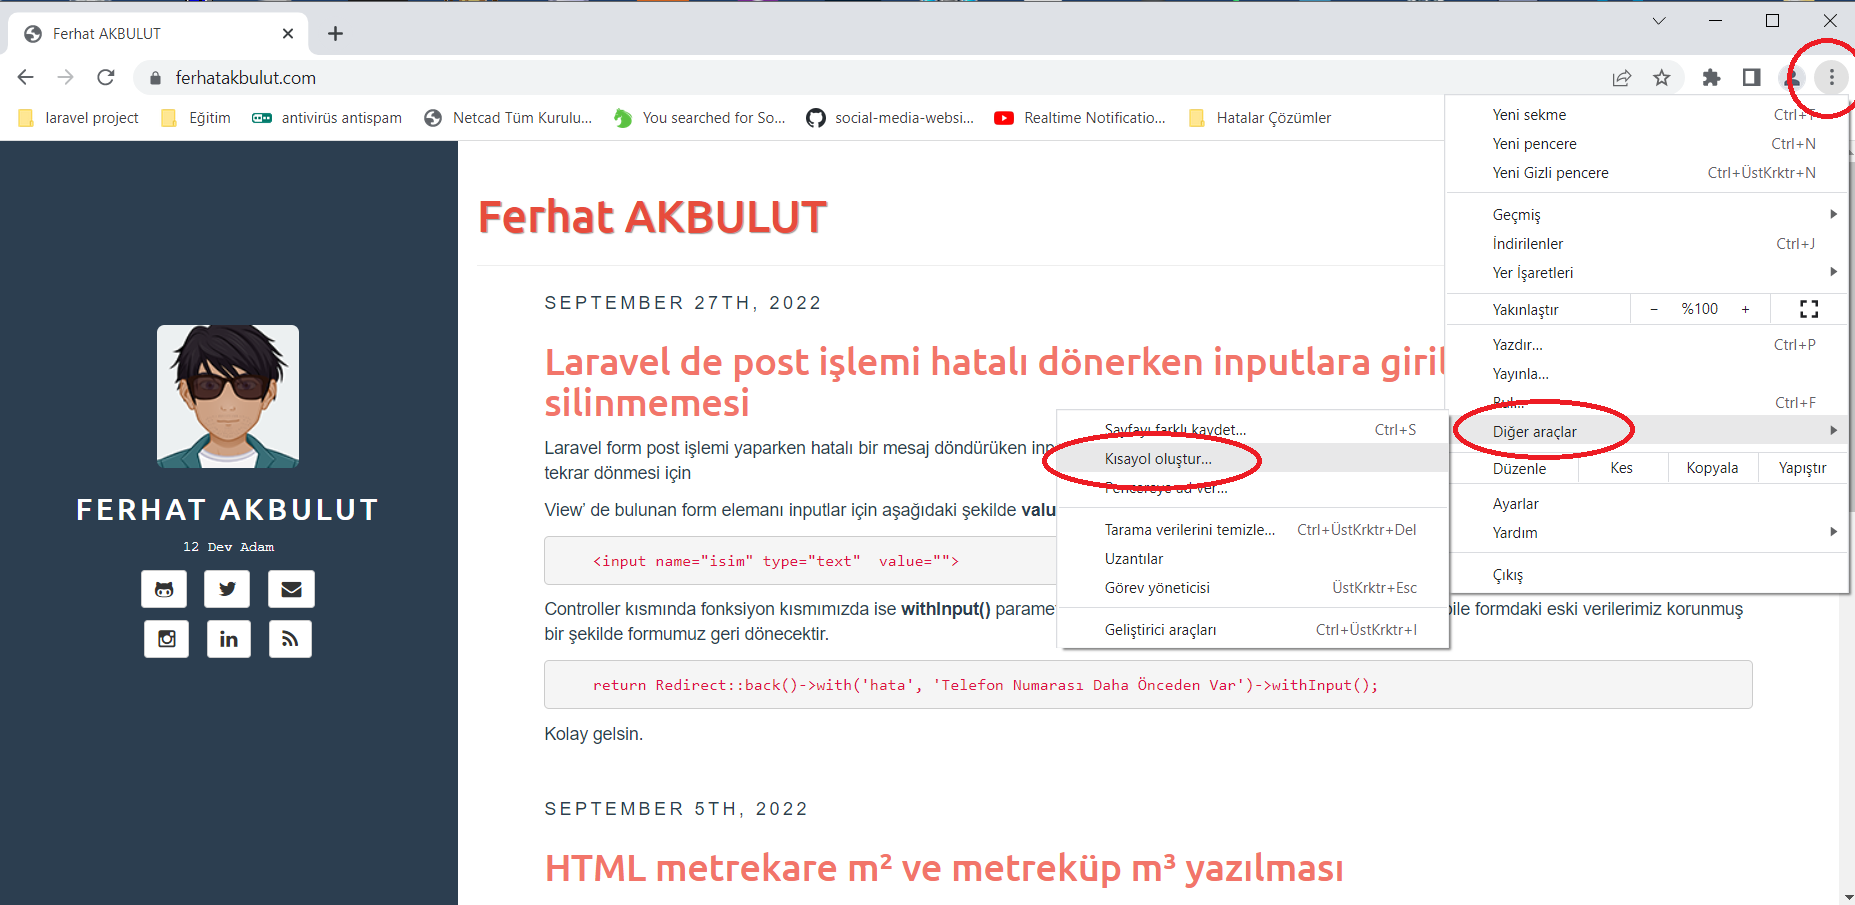 Ferhat AKBULUT
ferhatakbulut.com
laravel project
Eğitim
antivirüs antispam
Netcad Tüm Kurulu...
You searched for So...
social-media-websi...
Realtime Notificatio...
Hatalar Çözümler
FERHAT AKBULUT
12 Dev Adam
Ferhat AKBULUT
SEPTEMBER 27TH, 2022
Laravel de post işlemi hatalı dönerken inputlara giril
silinmemesi
Laravel form post işlemi yaparken hatalı bir mesaj döndürüken inp
tekrar dönmesi için
View' de bulunan form elemanı inputlar için aşağıdaki şekilde valu
<input name="isim" type="text"  value="">
Controller kısmında fonksiyon kısmımızda ise withInput() paramet
bile formdaki eski verilerimiz korunmuş
bir şekilde formumuz geri dönecektir.
return Redirect::back()->with('hata', 'Telefon Numarası Daha Önceden Var')->withInput();
Kolay gelsin.
SEPTEMBER 5TH, 2022
HTML metrekare m² ve metreküp m³ yazılması
Yeni sekme Ctrl+T
Yeni pencere Ctrl+N
Yeni Gizli pencere Ctrl+ÜstKrktr+N
Geçmiş
İndirilenler Ctrl+J
Yer İşaretleri
Yakınlaştır − %100 +
Yazdır... Ctrl+P
Yayınla...
Bul... Ctrl+F
Diğer araçlar
Düzenle Kes Kopyala Yapıştır
Ayarlar
Yardım
Çıkış
Sayfayı farklı kaydet... Ctrl+S
Kısayol oluştur...
Pencereye ad ver...
Tarama verilerini temizle... Ctrl+ÜstKrktr+Del
Uzantılar
Görev yöneticisi ÜstKrktr+Esc
Geliştirici araçları Ctrl+ÜstKrktr+I